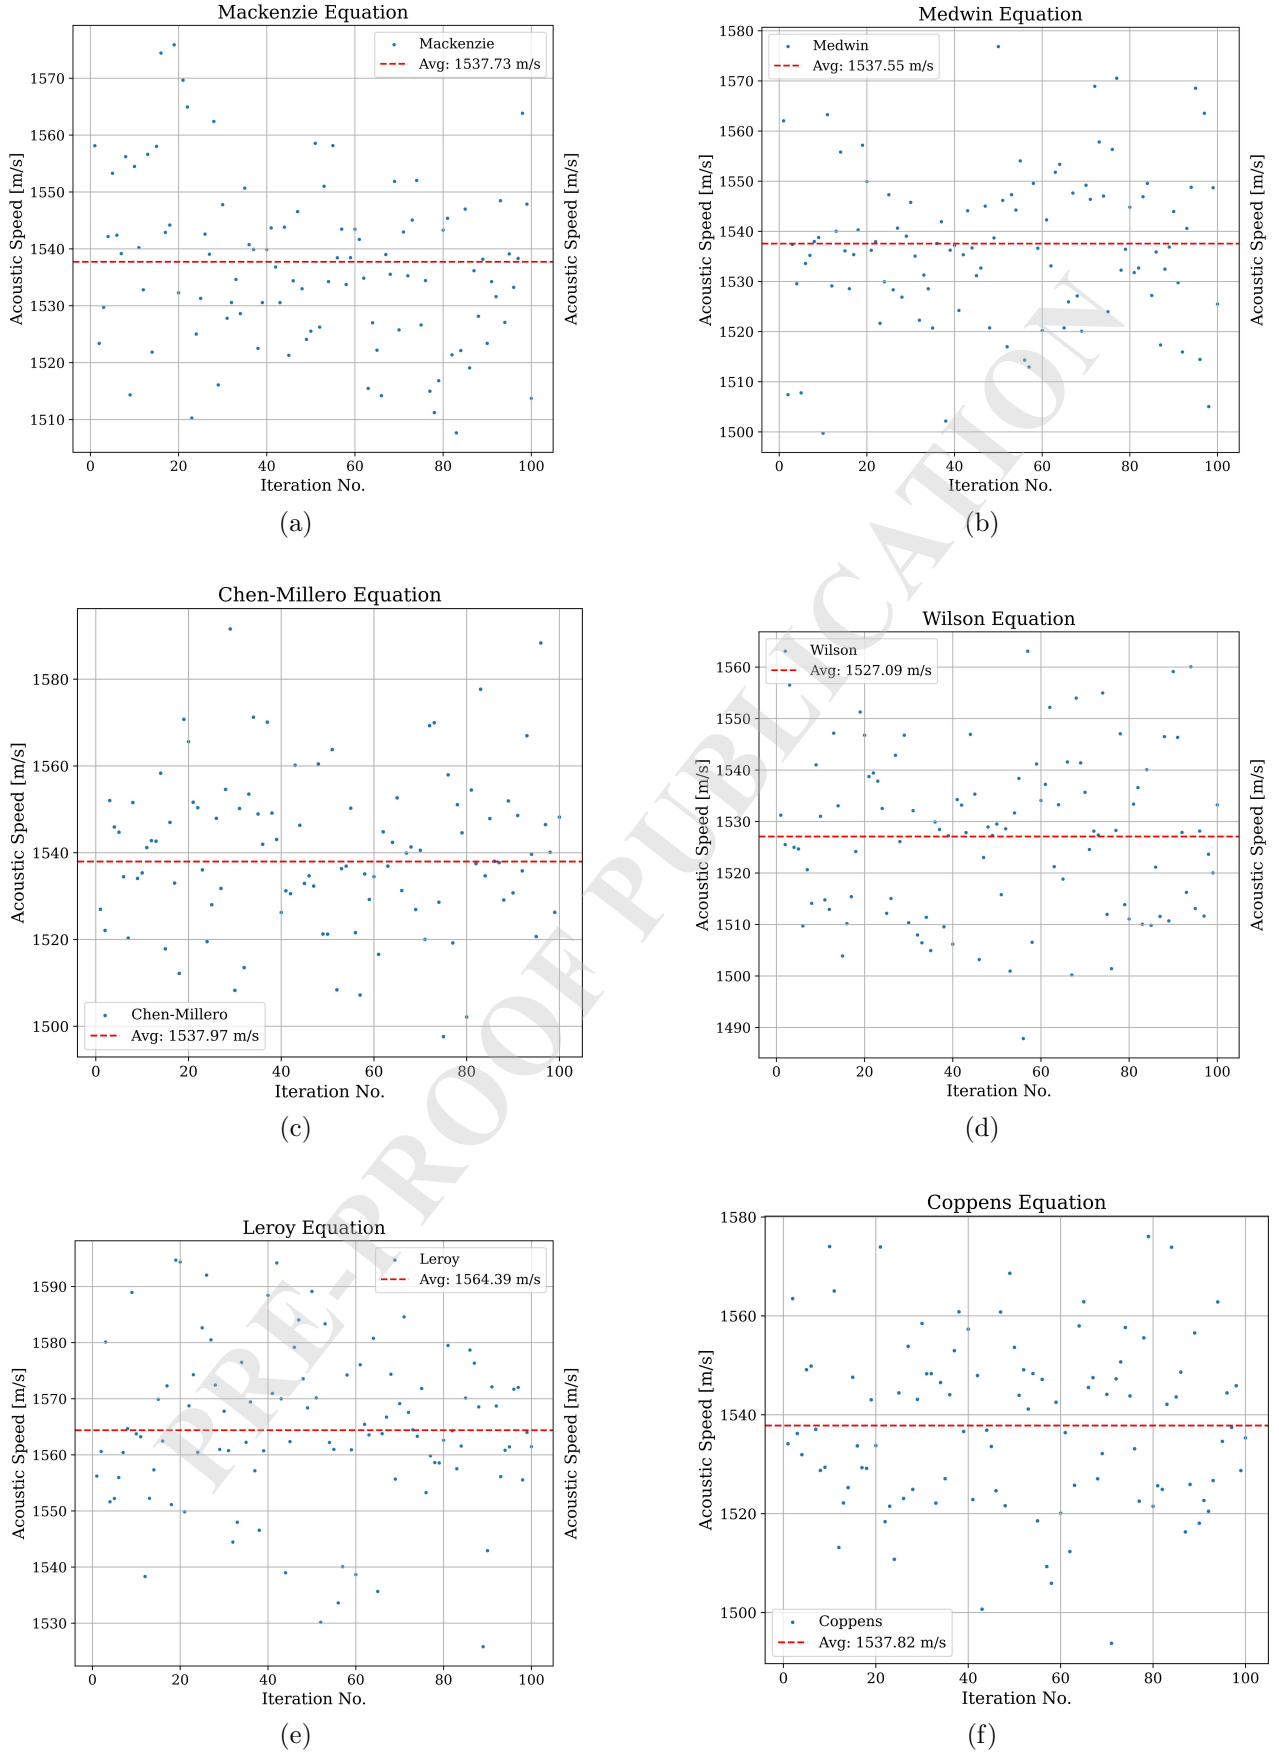 Mackenzie Equation
Mackenzie
Avg: 1537.73 m/s
1570
1560
1550
1540
1530
1520
1510
Acoustic Speed [m/s]
0 20 40 60 80 100
Iteration No.
(a)
Medwin Equation
Medwin
Avg: 1537.55 m/s
1580
1570
1560
1550
1540
1530
1520
1510
1500
Acoustic Speed [m/s]
Acoustic Speed [m/s]
0 20 40 60 80 100
Iteration No.
(b)
Chen-Millero Equation
1580
1560
1540
1520
1500
Acoustic Speed [m/s]
Chen-Millero
Avg: 1537.97 m/s
0 20 40 60 80 100
Iteration No.
(c)
Wilson Equation
Wilson
Avg: 1527.09 m/s
1560
1550
1540
1530
1520
1510
1500
1490
Acoustic Speed [m/s]
Acoustic Speed [m/s]
0 20 40 60 80 100
Iteration No.
(d)
Leroy Equation
Leroy
Avg: 1564.39 m/s
1590
1580
1570
1560
1550
1540
1530
Acoustic Speed [m/s]
Acoustic Speed [m/s]
0 20 40 60 80 100
Iteration No.
(e)
Coppens Equation
1580
1560
1540
1520
1500
Acoustic Speed [m/s]
Coppens
Avg: 1537.82 m/s
0 20 40 60 80 100
Iteration No.
(f)
Acoustic Speed [m/s]
PRE-PROOF PUBLICATION